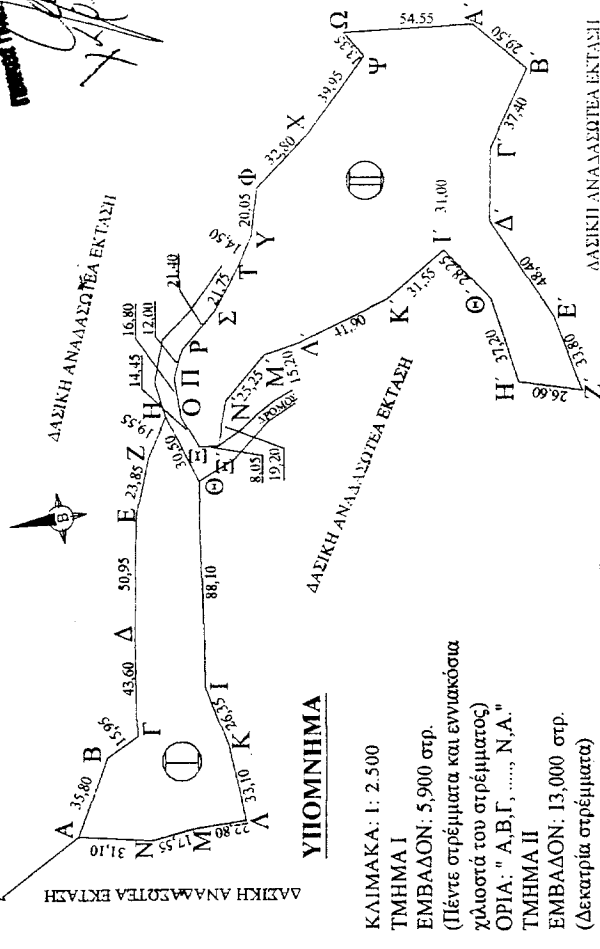 ΔΑΣΙΚΗ ΑΝΑΔΑΣΩΤΕΑ ΕΚΤΑΣΗ
Α
35,80
Β
15,95
Γ
43,60
Δ
50,95
Ε
23,85
Ζ
19,55
Η
30,50
Θ
88,10
Ι
26,35
Κ
33,10
Λ
22,80
Μ
17,55
Ν
31,10
Ι
Β
ΔΑΣΙΚΗ ΑΝΑΔΑΣΩΤΕΑ ΕΚΤΑΣΗ
14,45
16,80
12,00
21,40
Ξ
Ο
Π
Ρ
Σ
21,75
Τ
14,50
Υ
20,05
Φ
32,80
Χ
39,95
Ψ
13,35
Ω
54,55
Α΄
29,50
Β΄
37,40
Γ΄
31,00
Δ΄
48,40
Ε΄
33,80
Ζ΄
26,60
Η΄
37,20
Θ΄
28,25
Ι΄
31,55
Κ΄
41,90
Λ΄
15,20
Μ΄
25,25
Ν΄
19,20
Ξ΄
8,05
ΔΡΟΜΟΣ
ΙΙ
ΔΑΣΙΚΗ ΑΝΑΔΑΣΩΤΕΑ ΕΚΤΑΣΗ
ΔΑΣΙΚΗ ΑΝΑΔΑΣΩΤΕΑ ΕΚΤΑΣΗ
ΥΠΟΜΝΗΜΑ
ΚΛΙΜΑΚΑ: 1: 2.500
ΤΜΗΜΑ Ι
ΕΜΒΑΔΟΝ: 5,900 στρ.
(Πέντε στρέμματα και εννιακόσια
χιλιοστά του στρέμματος)
ΟΡΙΑ: " Α,Β,Γ, ....., Ν,Α."
ΤΜΗΜΑ ΙΙ
ΕΜΒΑΔΟΝ: 13,000 στρ.
(Δεκατρία στρέμματα)